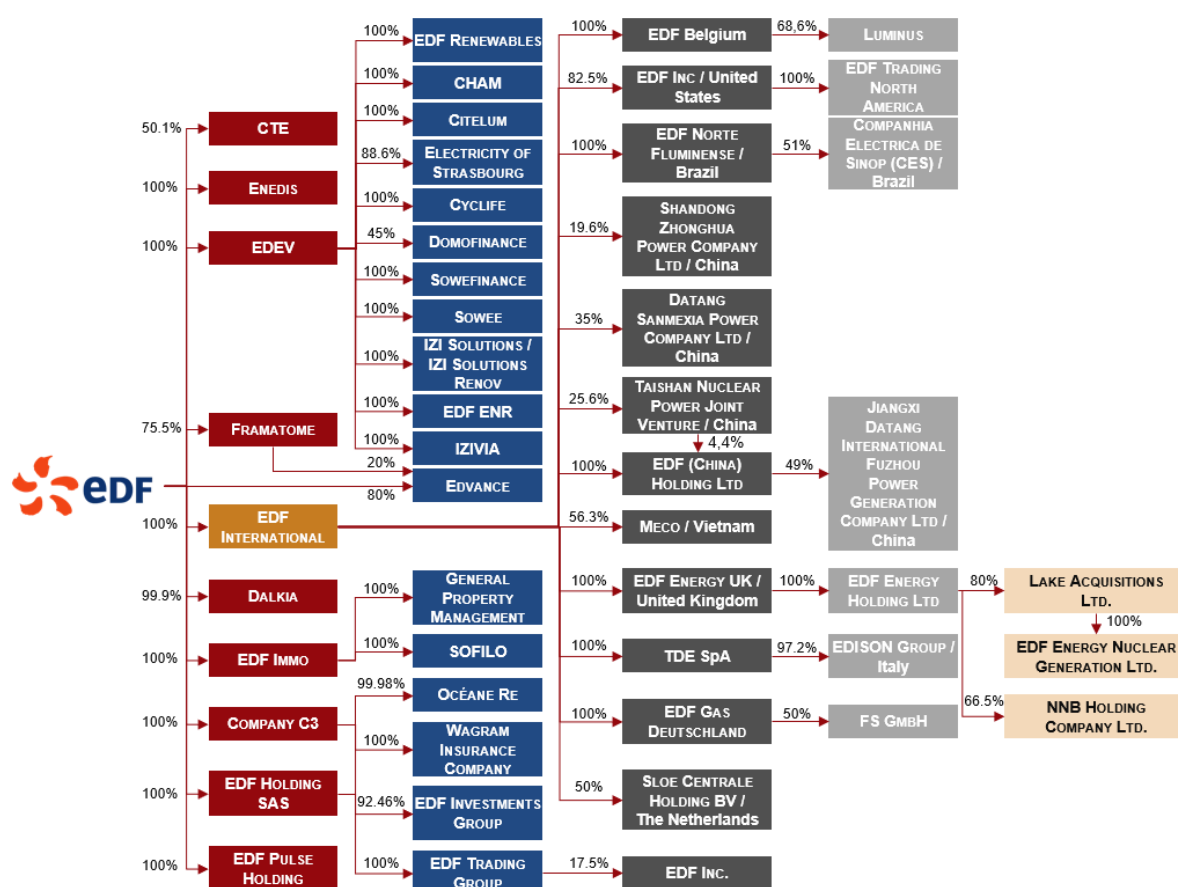 eDF
50.1%
CTE
100%
ENEDIS
100%
EDEV
75.5%
FRAMATOME
100%
EDF
INTERNATIONAL
99.9%
DALKIA
100%
EDF IMMO
100%
COMPANY C3
100%
EDF HOLDING
SAS
100%
EDF PULSE
HOLDING
100%
EDF RENEWABLES
100%
CHAM
100%
CITELUM
88.6%
ELECTRICITY OF
STRASBOURG
100%
CYCLIFE
45%
DOMOFINANCE
100%
SOWEFINANCE
100%
SOWEE
100%
IZI SOLUTIONS /
IZI SOLUTIONS
RENOV
100%
EDF ENR
100%
IZIVIA
20%
80%
EDVANCE
100%
GENERAL
PROPERTY
MANAGEMENT
100%
SOFILO
99.98%
OCÉANE RE
100%
WAGRAM
INSURANCE
COMPANY
92.46%
EDF INVESTMENTS
GROUP
100%
EDF TRADING
GROUP
17.5%
EDF INC.
100%
EDF BELGIUM
68,6%
LUMINUS
82.5%
EDF INC / United
States
100%
EDF TRADING
NORTH
AMERICA
100%
EDF NORTE
FLUMINENSE /
Brazil
51%
COMPANHIA
ELECTRICA DE
SINOP (CES) /
Brazil
19.6%
SHANDONG
ZHONGHUA
POWER COMPANY
LTD / China
35%
DATANG
SANMEXIA POWER
COMPANY LTD /
China
25.6%
TAISHAN NUCLEAR
POWER JOINT
VENTURE / China
4,4%
100%
EDF (CHINA)
HOLDING LTD
49%
JIANGXI
DATANG
INTERNATIONAL
FUZHOU
POWER
GENERATION
COMPANY LTD /
China
56.3%
MECO / Vietnam
100%
EDF ENERGY UK /
United Kingdom
100%
EDF ENERGY
HOLDING LTD
80%
LAKE ACQUISITIONS
LTD.
100%
EDF ENERGY NUCLEAR
GENERATION LTD.
66.5%
NNB HOLDING
COMPANY LTD.
100%
TDE SPA
97.2%
EDISON GROUP /
Italy
100%
EDF GAS
DEUTSCHLAND
50%
FS GMBH
50%
SLOE CENTRALE
HOLDING BV /
The Netherlands